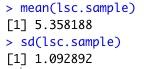 > mean(lsc.sample)
[1] 5.358188
> sd(lsc.sample)
[1] 1.092892